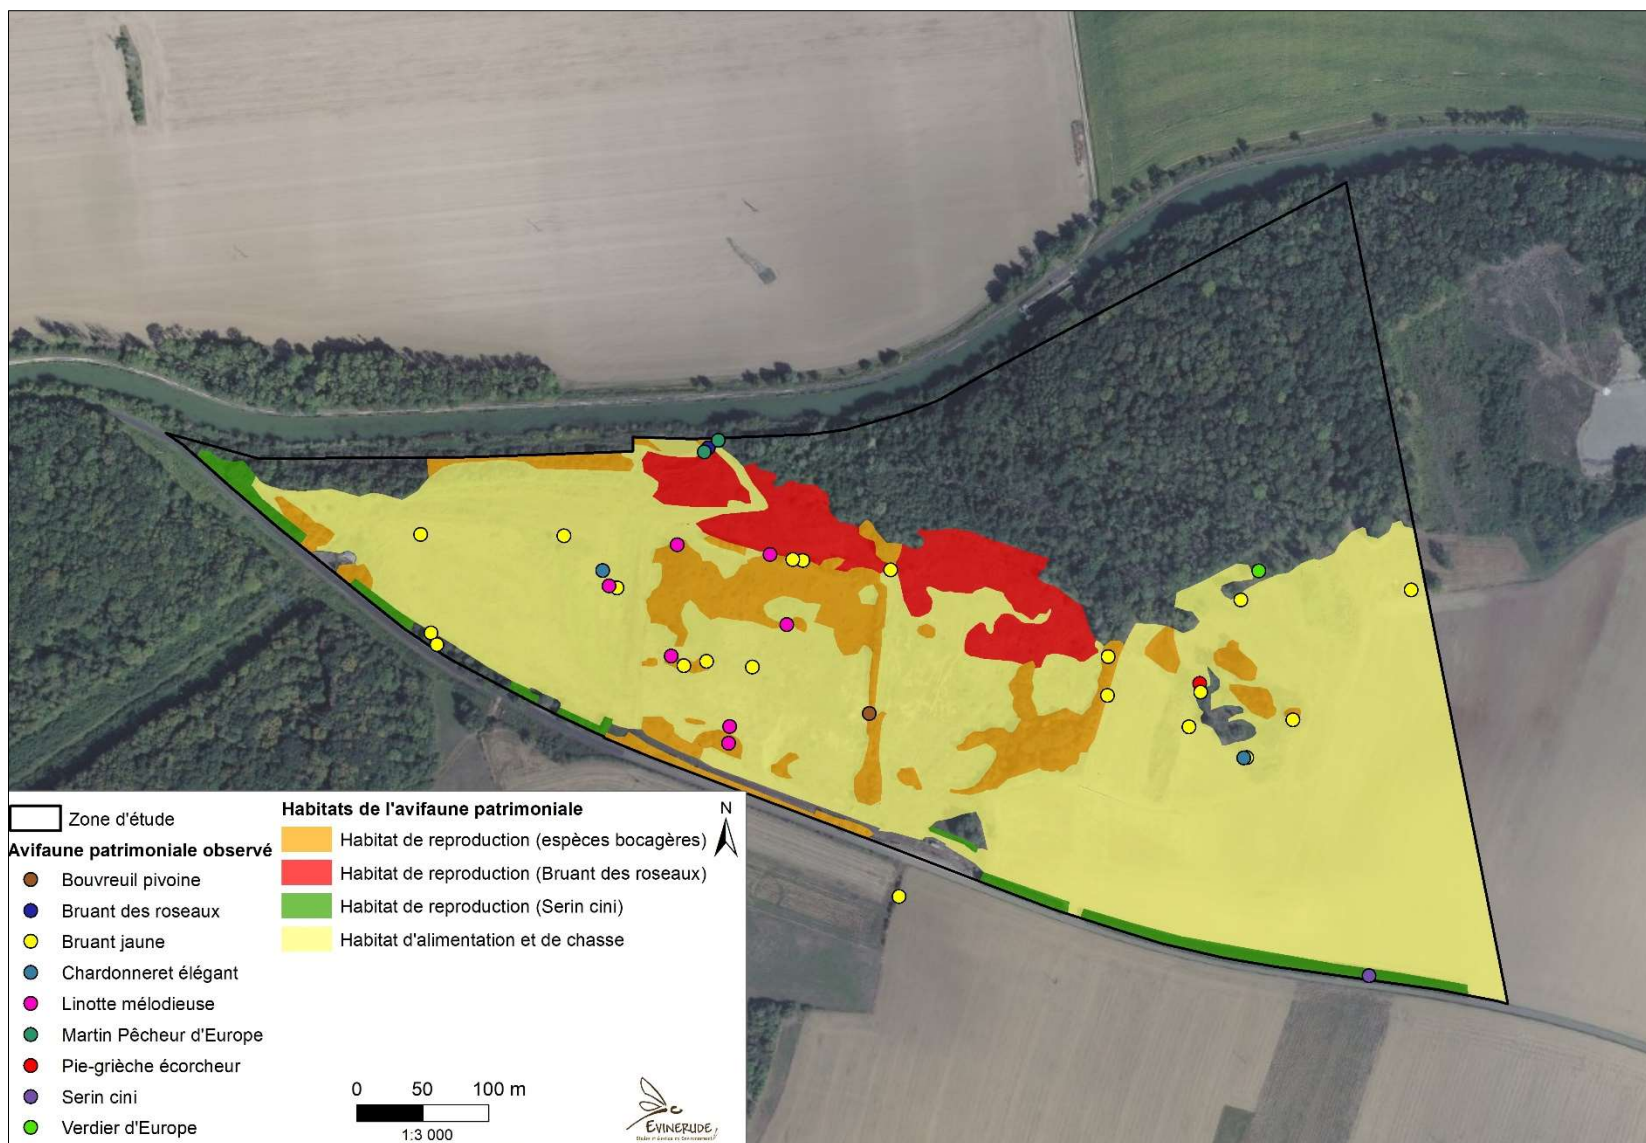 Zone d'étude
Avifaune patrimoniale observé
Bouvreuil pivoine
Bruant des roseaux
Bruant jaune
Chardonneret élégant
Linotte mélodieuse
Martin Pêcheur d'Europe
Pie-grièche écorcheur
Serin cini
Verdier d'Europe
Habitats de l'avifaune patrimoniale
Habitat de reproduction (espèces bocagères)
Habitat de reproduction (Bruant des roseaux)
Habitat de reproduction (Serin cini)
Habitat d'alimentation et de chasse
N
0 50 100 m
1:3 000
EVINERUDE